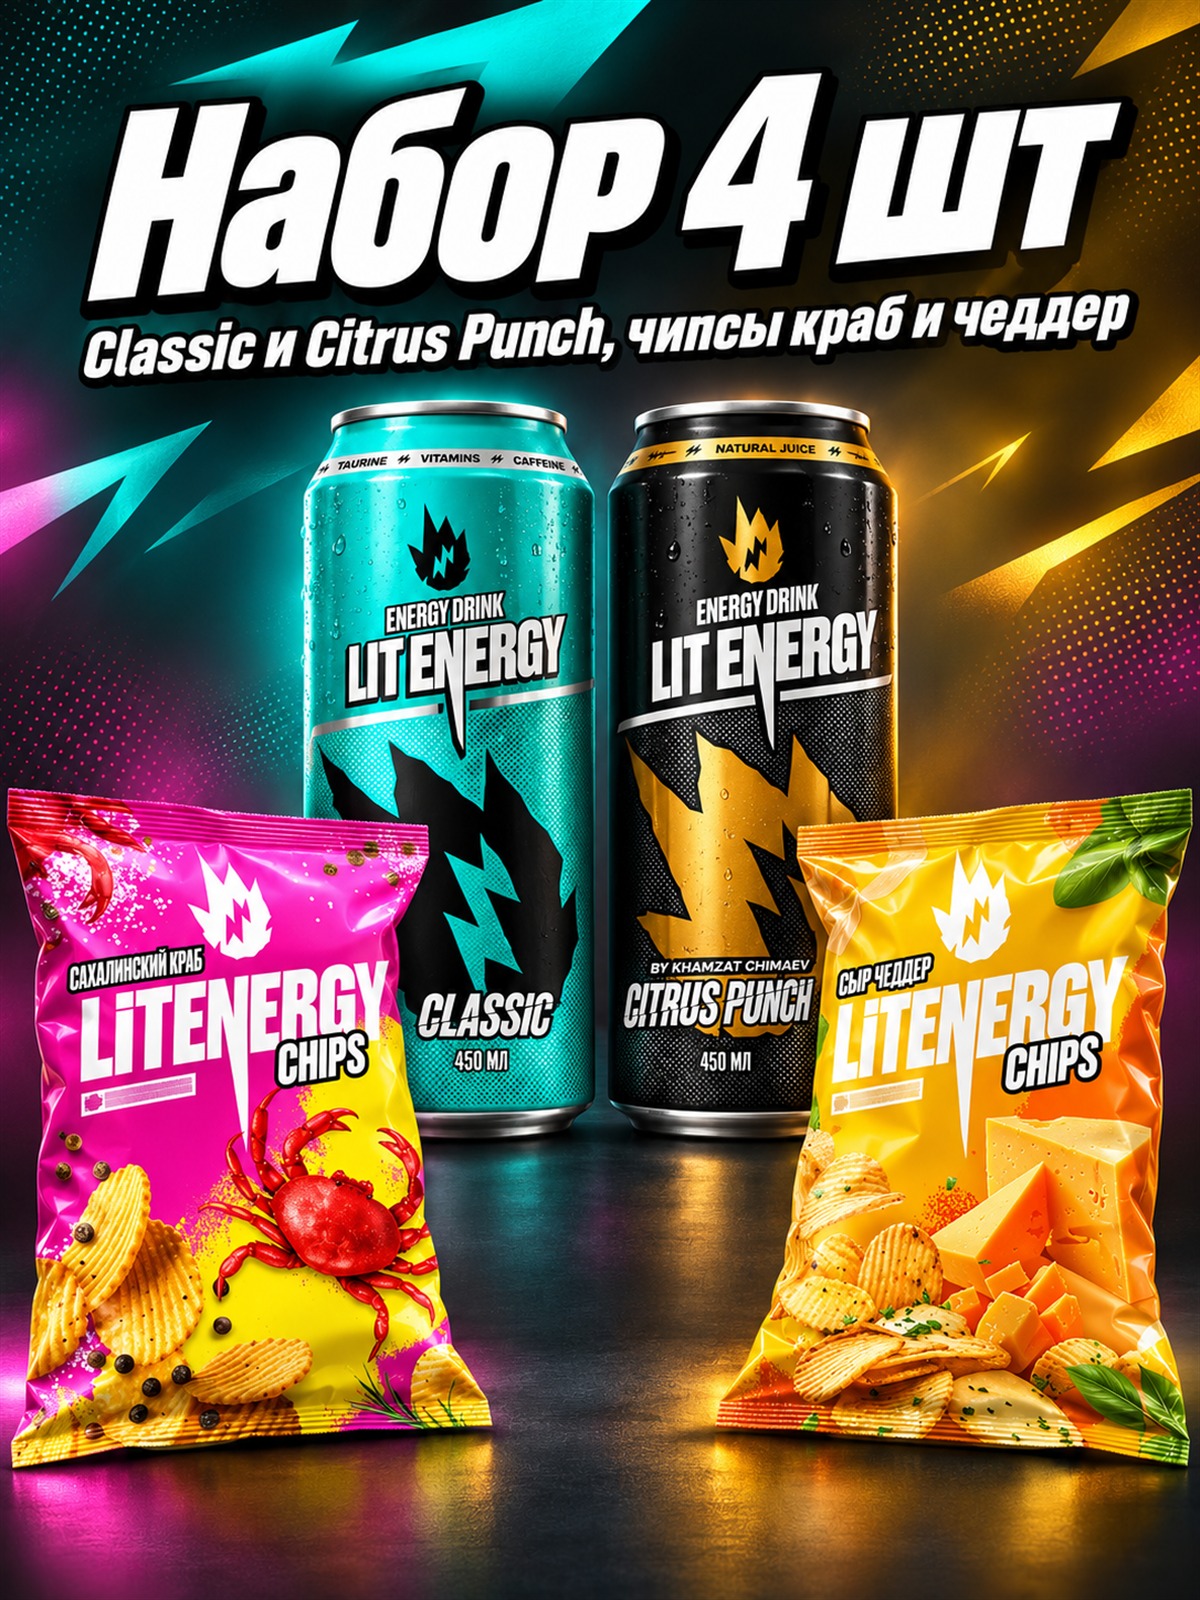 Набор 4 шт
Classic и Citrus Punch, чипсы краб и чеддер
TAURINE VITAMINS CAFFEINE
ENERGY DRINK
LIT ENERGY
CLASSIC
450 МЛ
NATURAL JUICE
ENERGY DRINK
LIT ENERGY
BY KHAMZAT CHIMAEV
CITRUS PUNCH
450 МЛ
САХАЛИНСКИЙ КРАБ
LiTENERGY
CHIPS
СЫР ЧЕДДЕР
LiTENERGY
CHIPS